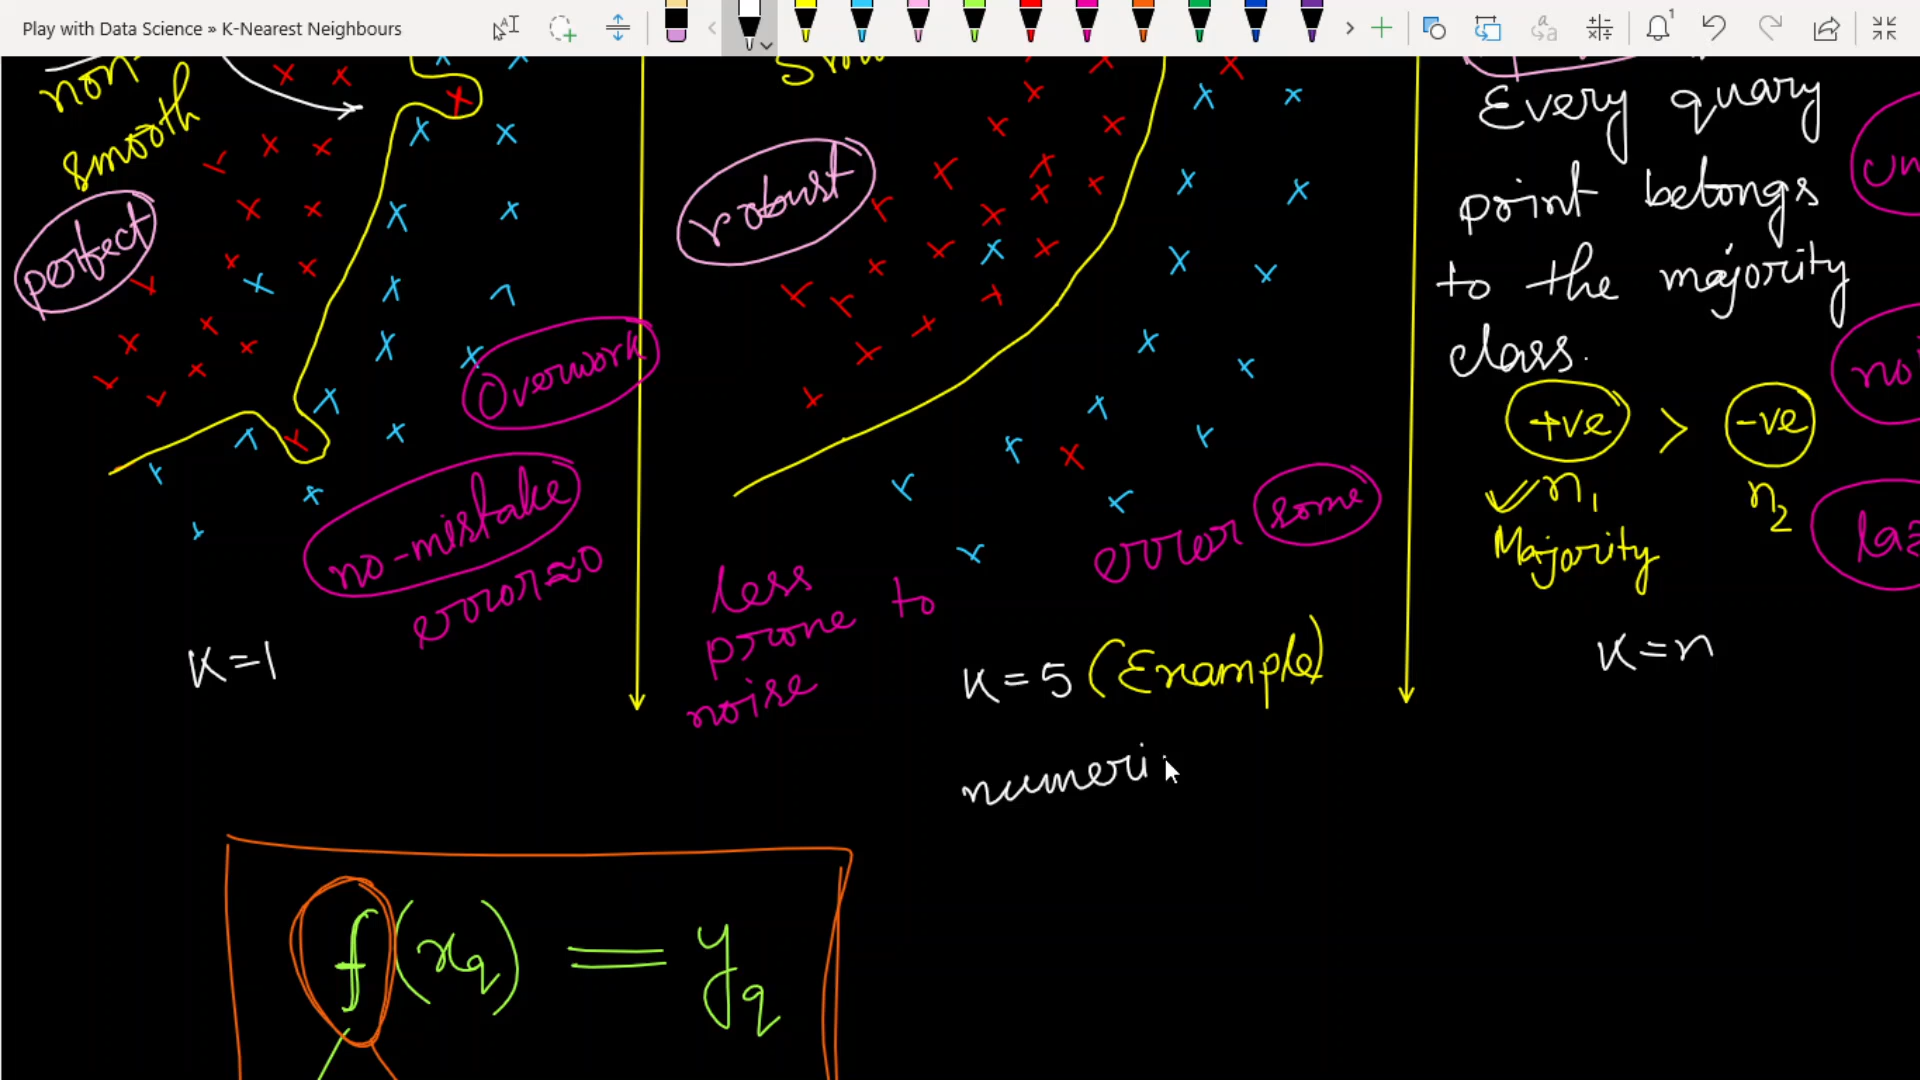 Play with Data Science » K-Nearest Neighbours
non-
smooth
perfect
Overwork
no-mistake
error≈0
K=1
robust
less
prone to
noise
error some
K=5 (Example)
numeri
Every quary
point belongs
to the majority
class.
+ve > -ve
n1 n2
Majority
K=n
f(xq) = yq